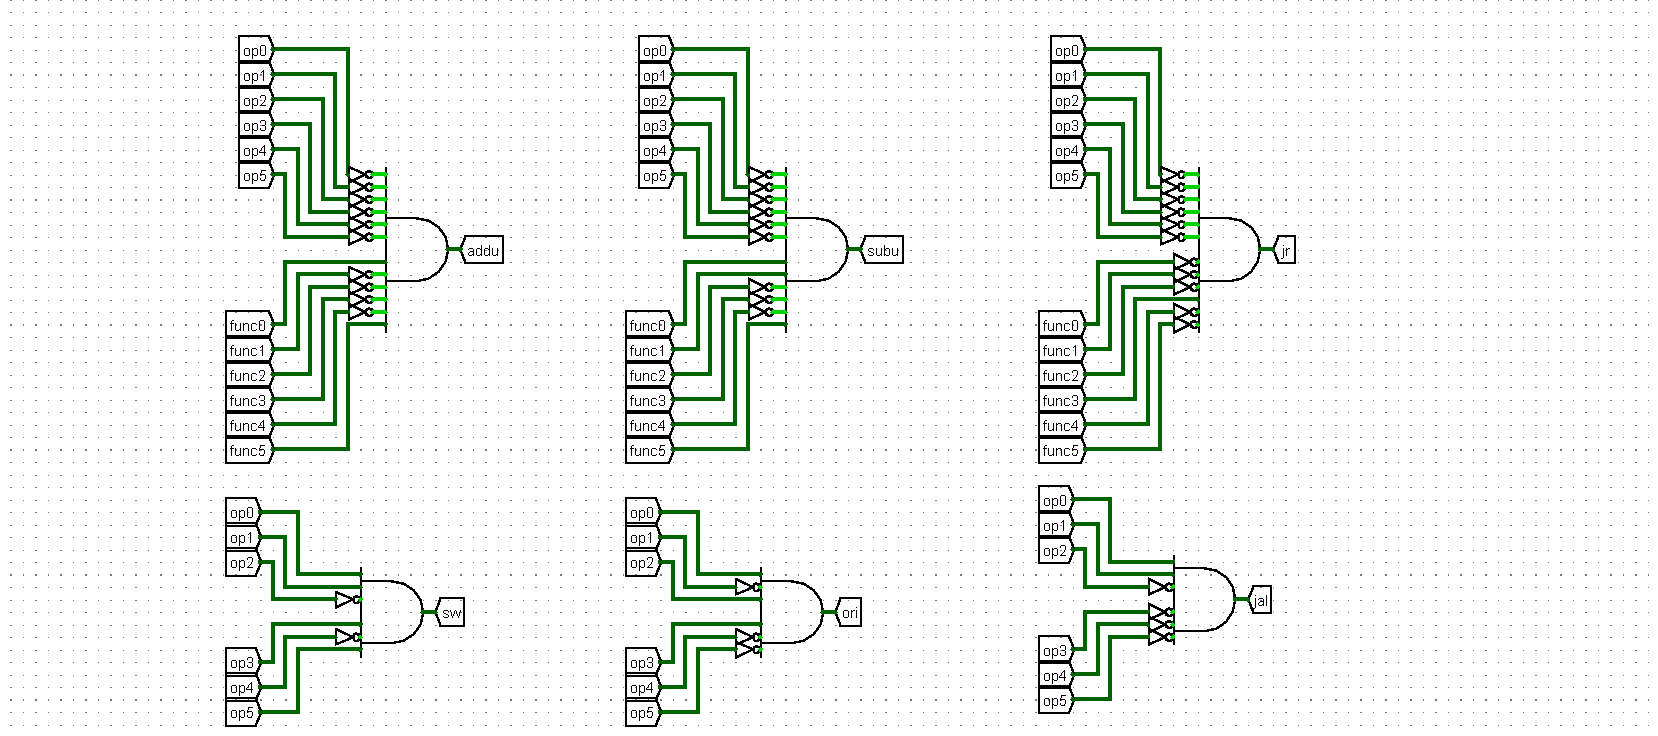 op0
op1
op2
op3
op4
op5
func0
func1
func2
func3
func4
func5
addu
op0
op1
op2
op3
op4
op5
func0
func1
func2
func3
func4
func5
subu
op0
op1
op2
op3
op4
op5
func0
func1
func2
func3
func4
func5
jr
op0
op1
op2
op3
op4
op5
sw
op0
op1
op2
op3
op4
op5
ori
op0
op1
op2
op3
op4
op5
jal